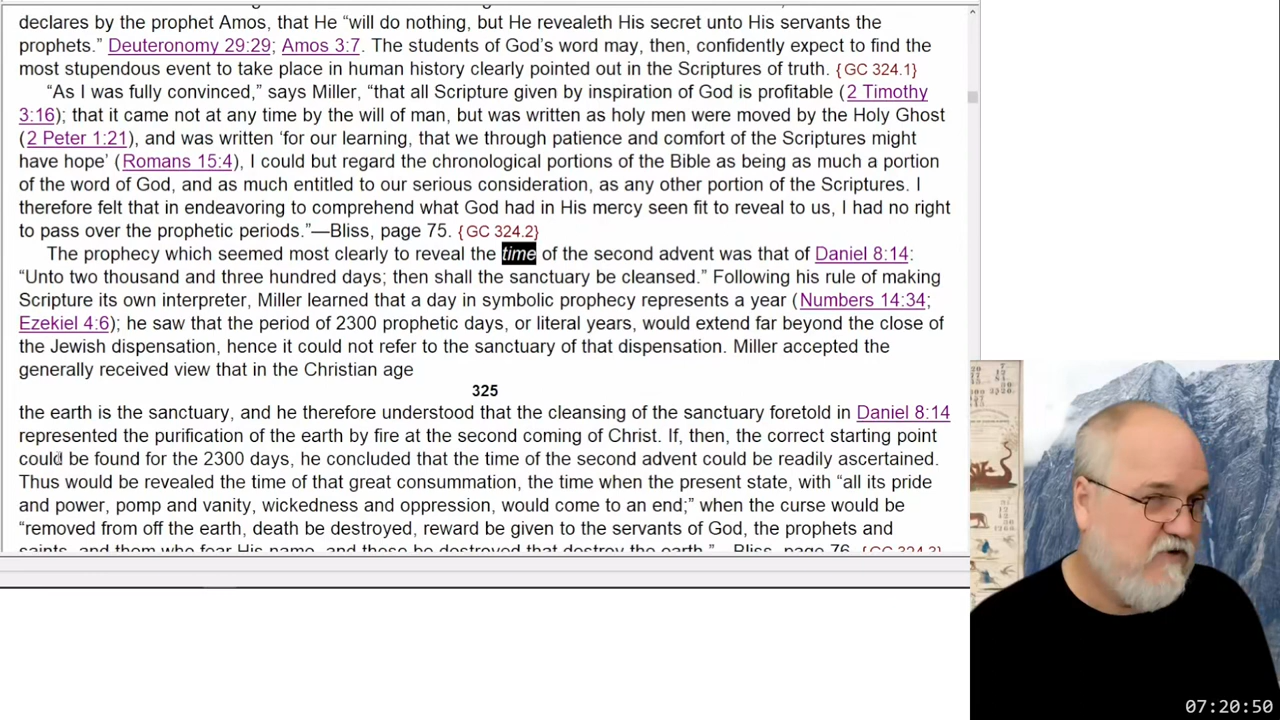 declares by the prophet Amos, that He “will do nothing, but He revealeth His secret unto His servants the
prophets.” Deuteronomy 29:29; Amos 3:7. The students of God’s word may, then, confidently expect to find the
most stupendous event to take place in human history clearly pointed out in the Scriptures of truth. {GC 324.1}
“As I was fully convinced,” says Miller, “that all Scripture given by inspiration of God is profitable (2 Timothy
3:16); that it came not at any time by the will of man, but was written as holy men were moved by the Holy Ghost
(2 Peter 1:21), and was written ‘for our learning, that we through patience and comfort of the Scriptures might
have hope’ (Romans 15:4), I could but regard the chronological portions of the Bible as being as much a portion
of the word of God, and as much entitled to our serious consideration, as any other portion of the Scriptures. I
therefore felt that in endeavoring to comprehend what God had in His mercy seen fit to reveal to us, I had no right
to pass over the prophetic periods.”—Bliss, page 75. {GC 324.2}
The prophecy which seemed most clearly to reveal the time of the second advent was that of Daniel 8:14:
“Unto two thousand and three hundred days; then shall the sanctuary be cleansed.” Following his rule of making
Scripture its own interpreter, Miller learned that a day in symbolic prophecy represents a year (Numbers 14:34;
Ezekiel 4:6); he saw that the period of 2300 prophetic days, or literal years, would extend far beyond the close of
the Jewish dispensation, hence it could not refer to the sanctuary of that dispensation. Miller accepted the
generally received view that in the Christian age
325
the earth is the sanctuary, and he therefore understood that the cleansing of the sanctuary foretold in Daniel 8:14
represented the purification of the earth by fire at the second coming of Christ. If, then, the correct starting point
could be found for the 2300 days, he concluded that the time of the second advent could be readily ascertained.
Thus would be revealed the time of that great consummation, the time when the present state, with “all its pride
and power, pomp and vanity, wickedness and oppression, would come to an end;” when the curse would be
“removed from off the earth, death be destroyed, reward be given to the servants of God, the prophets and
saints, and them who fear His name, and those be destroyed that destroy the earth.”—Bliss, page 76. {GC 324.3}
07:20:50